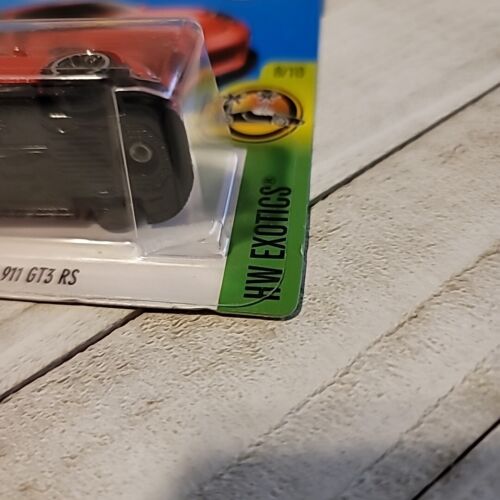 8/10
HW EXOTICS®
911 GT3 RS